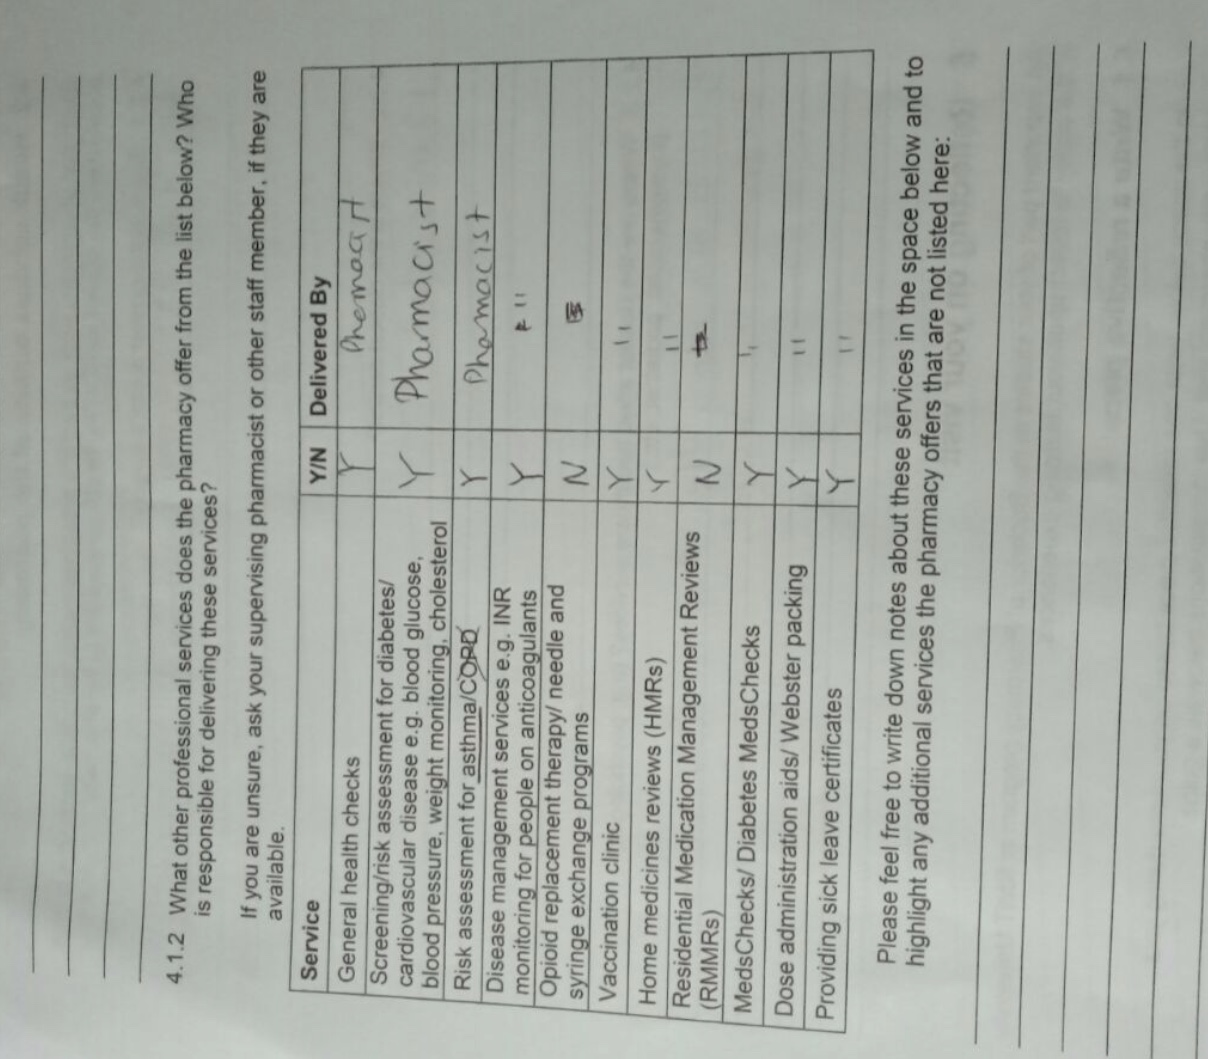 4.1.2 What other professional services does the pharmacy offer from the list below? Who
is responsible for delivering these services?
If you are unsure, ask your supervising pharmacist or other staff member, if they are
available.
Service Y/N Delivered By
General health checks Y Phamacist
Screening/risk assessment for diabetes/
cardiovascular disease e.g. blood glucose, Y Pharmacist
blood pressure, weight monitoring, cholesterol
Risk assessment for asthma/COPD Y Pharmacist
Disease management services e.g. INR
monitoring for people on anticoagulants Y "
Opioid replacement therapy/ needle and
syringe exchange programs N
Vaccination clinic Y "
Home medicines reviews (HMRs) Y "
Residential Medication Management Reviews
(RMMRs) N
MedsChecks/ Diabetes MedsChecks Y "
Dose administration aids/ Webster packing Y "
Providing sick leave certificates Y "
Please feel free to write down notes about these services in the space below and to
highlight any additional services the pharmacy offers that are not listed here: